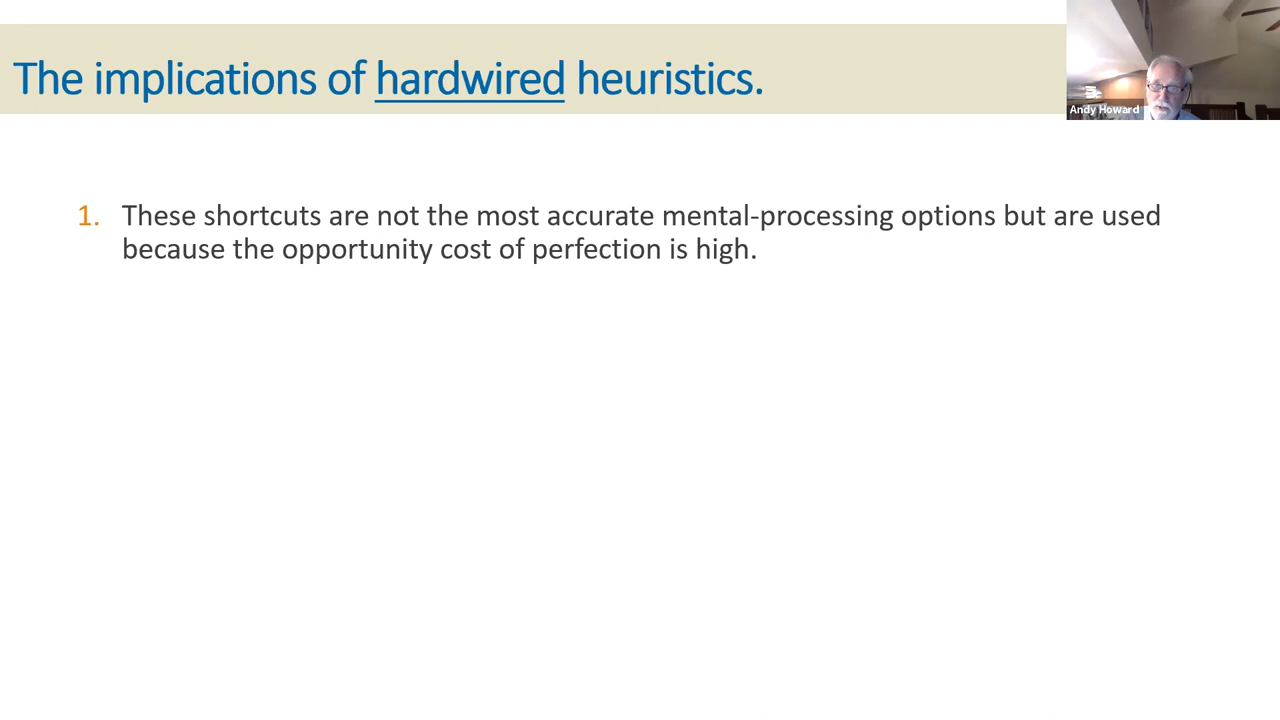 The implications of hardwired heuristics.
Andy Howard
1. These shortcuts are not the most accurate mental-processing options but are used
because the opportunity cost of perfection is high.